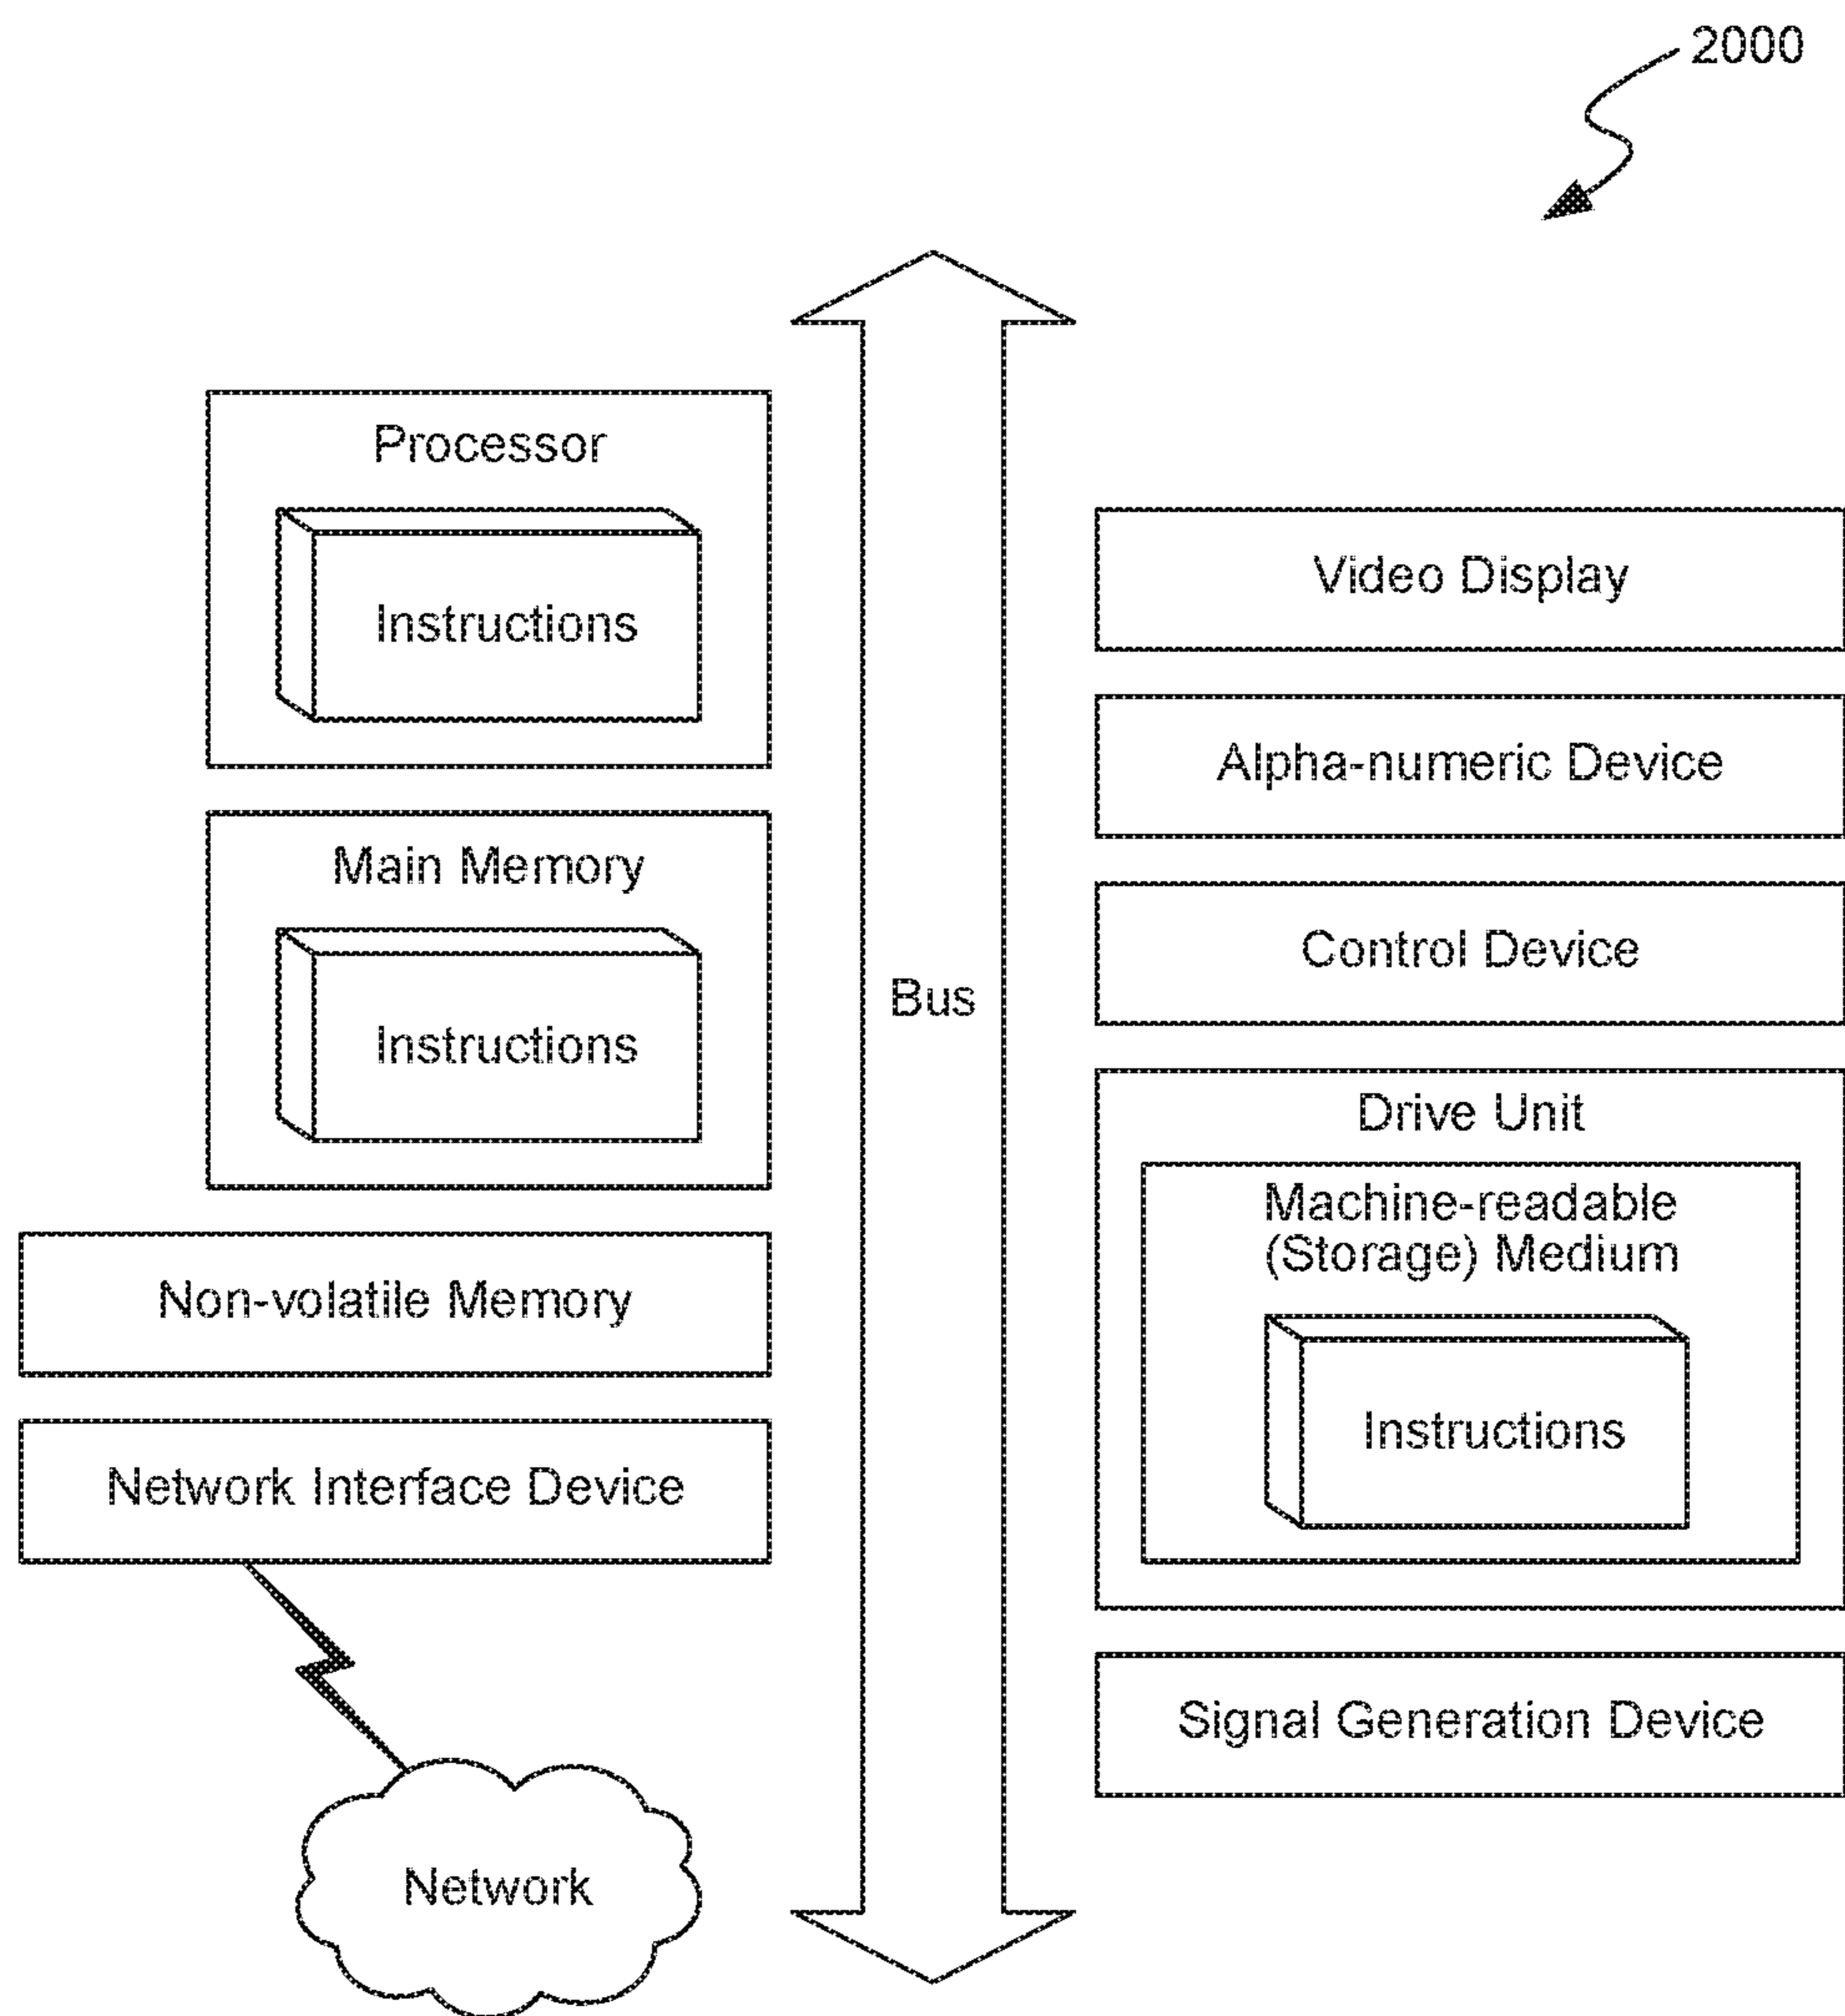 2000
Processor
Instructions
Main Memory
Instructions
Non-volatile Memory
Network Interface Device
Network
Bus
Video Display
Alpha-numeric Device
Control Device
Drive Unit
Machine-readable
(Storage) Medium
Instructions
Signal Generation Device